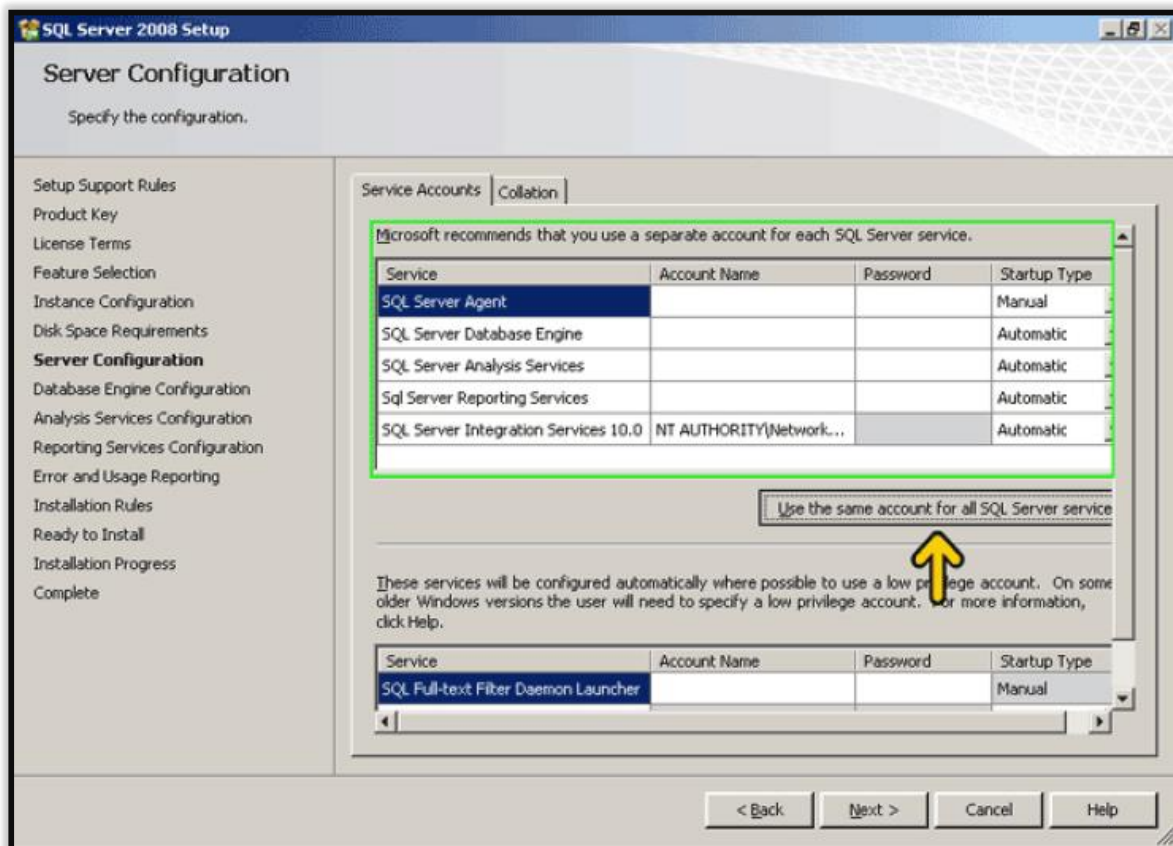 SQL Server 2008 Setup
Server Configuration
Specify the configuration.
Setup Support Rules
Product Key
License Terms
Feature Selection
Instance Configuration
Disk Space Requirements
Server Configuration
Database Engine Configuration
Analysis Services Configuration
Reporting Services Configuration
Error and Usage Reporting
Installation Rules
Ready to Install
Installation Progress
Complete
Service Accounts Collation
Microsoft recommends that you use a separate account for each SQL Server service.
Service Account Name Password Startup Type
SQL Server Agent Manual
SQL Server Database Engine Automatic
SQL Server Analysis Services Automatic
Sql Server Reporting Services Automatic
SQL Server Integration Services 10.0 NT AUTHORITY\Network... Automatic
Use the same account for all SQL Server service
These services will be configured automatically where possible to use a low privilege account. On some
older Windows versions the user will need to specify a low privilege account. For more information,
click Help.
Service Account Name Password Startup Type
SQL Full-text Filter Daemon Launcher Manual
< Back Next > Cancel Help